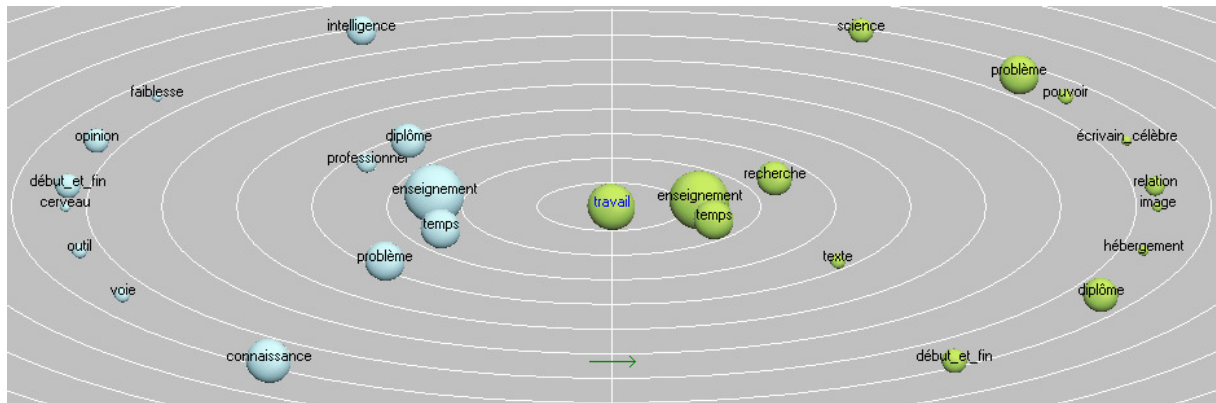 intelligence
science
problème
faiblesse
pouvoir
opinion
diplôme
écrivain_célèbre
professionnel
recherche
début_et_fin
enseignement
enseignement
relation
cerveau
travail
image
temps
temps
outil
problème
texte
hébergement
voie
diplôme
connaissance
début_et_fin